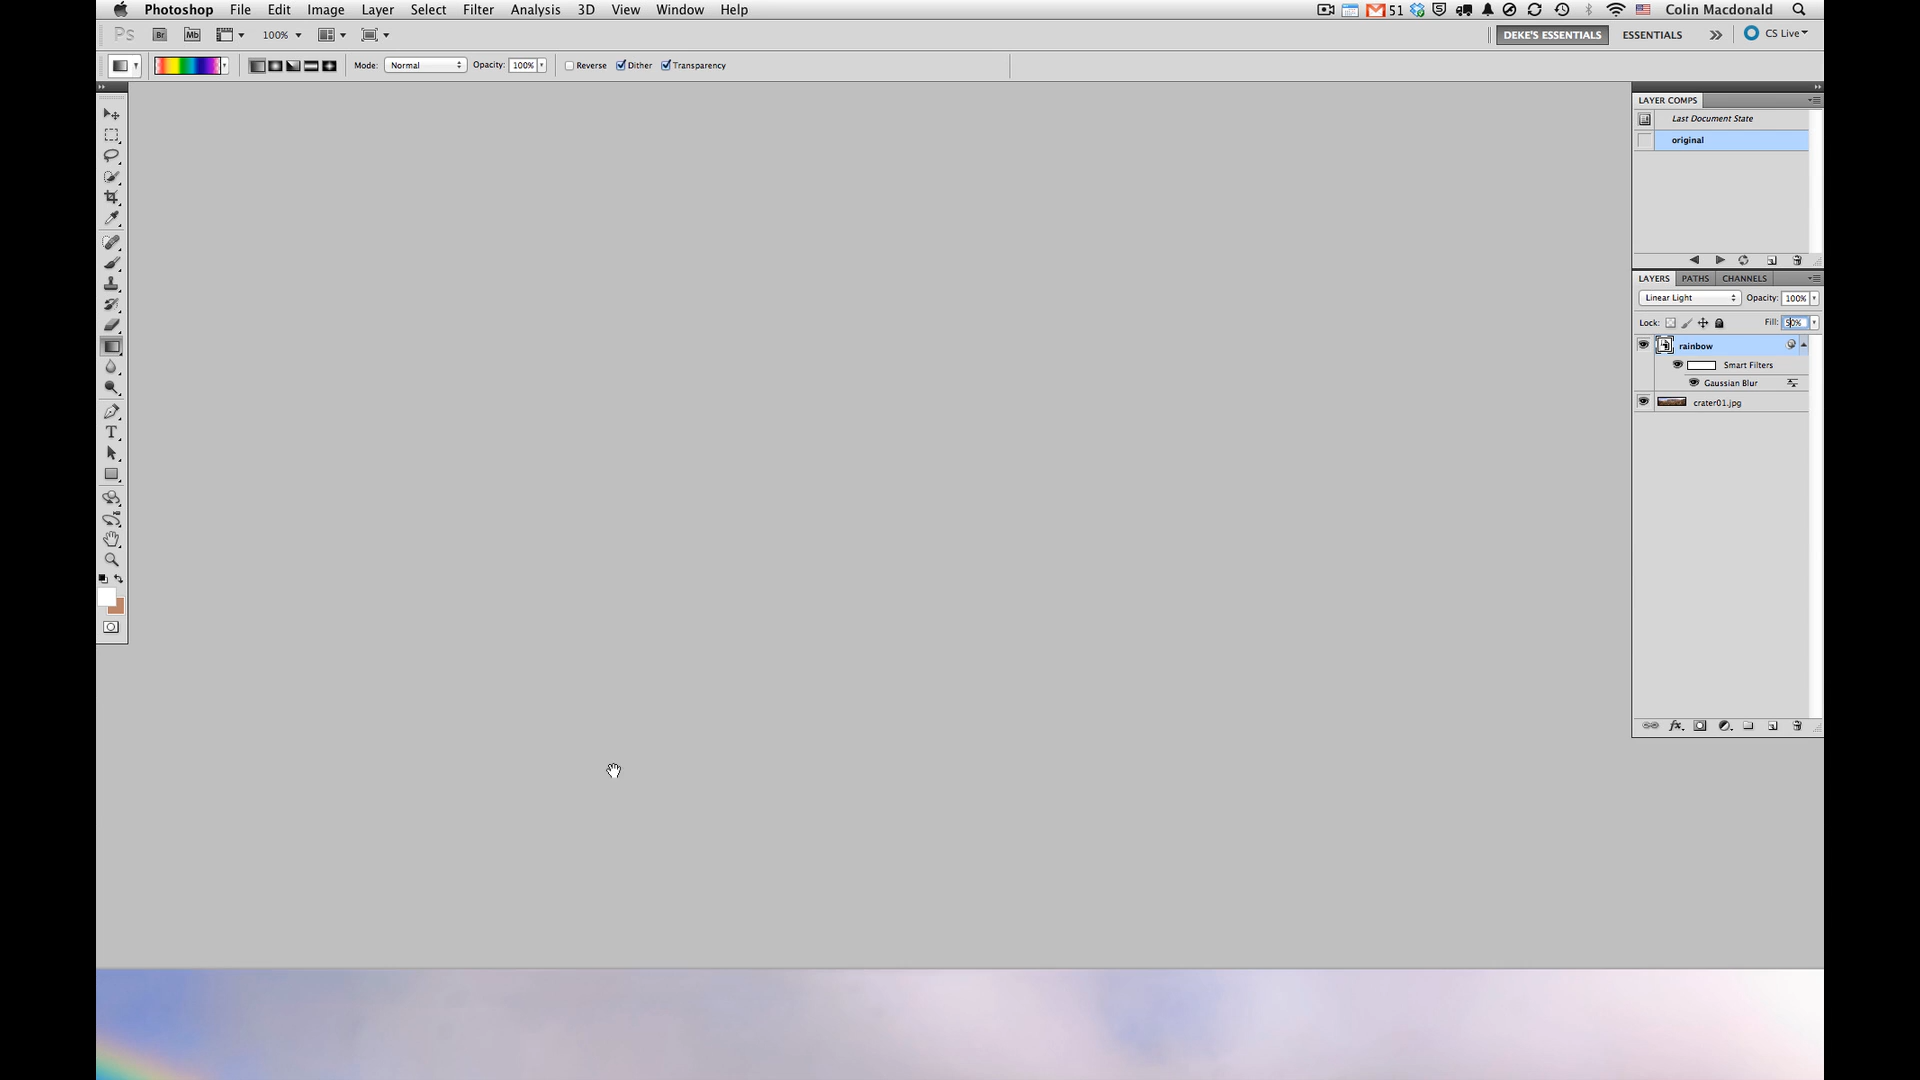 Photoshop File Edit Image Layer Select Filter Analysis 3D View Window Help 51 Colin Macdonald
Ps Br Mb 100% DEKE'S ESSENTIALS ESSENTIALS CS Live
Mode: Normal Opacity: 100% Reverse Dither Transparency
LAYER COMPS
Last Document State
original
LAYERS PATHS CHANNELS
Linear Light Opacity: 100%
Lock: Fill: 50%
rainbow
Smart Filters
Gaussian Blur
crater01.jpg
T
fx